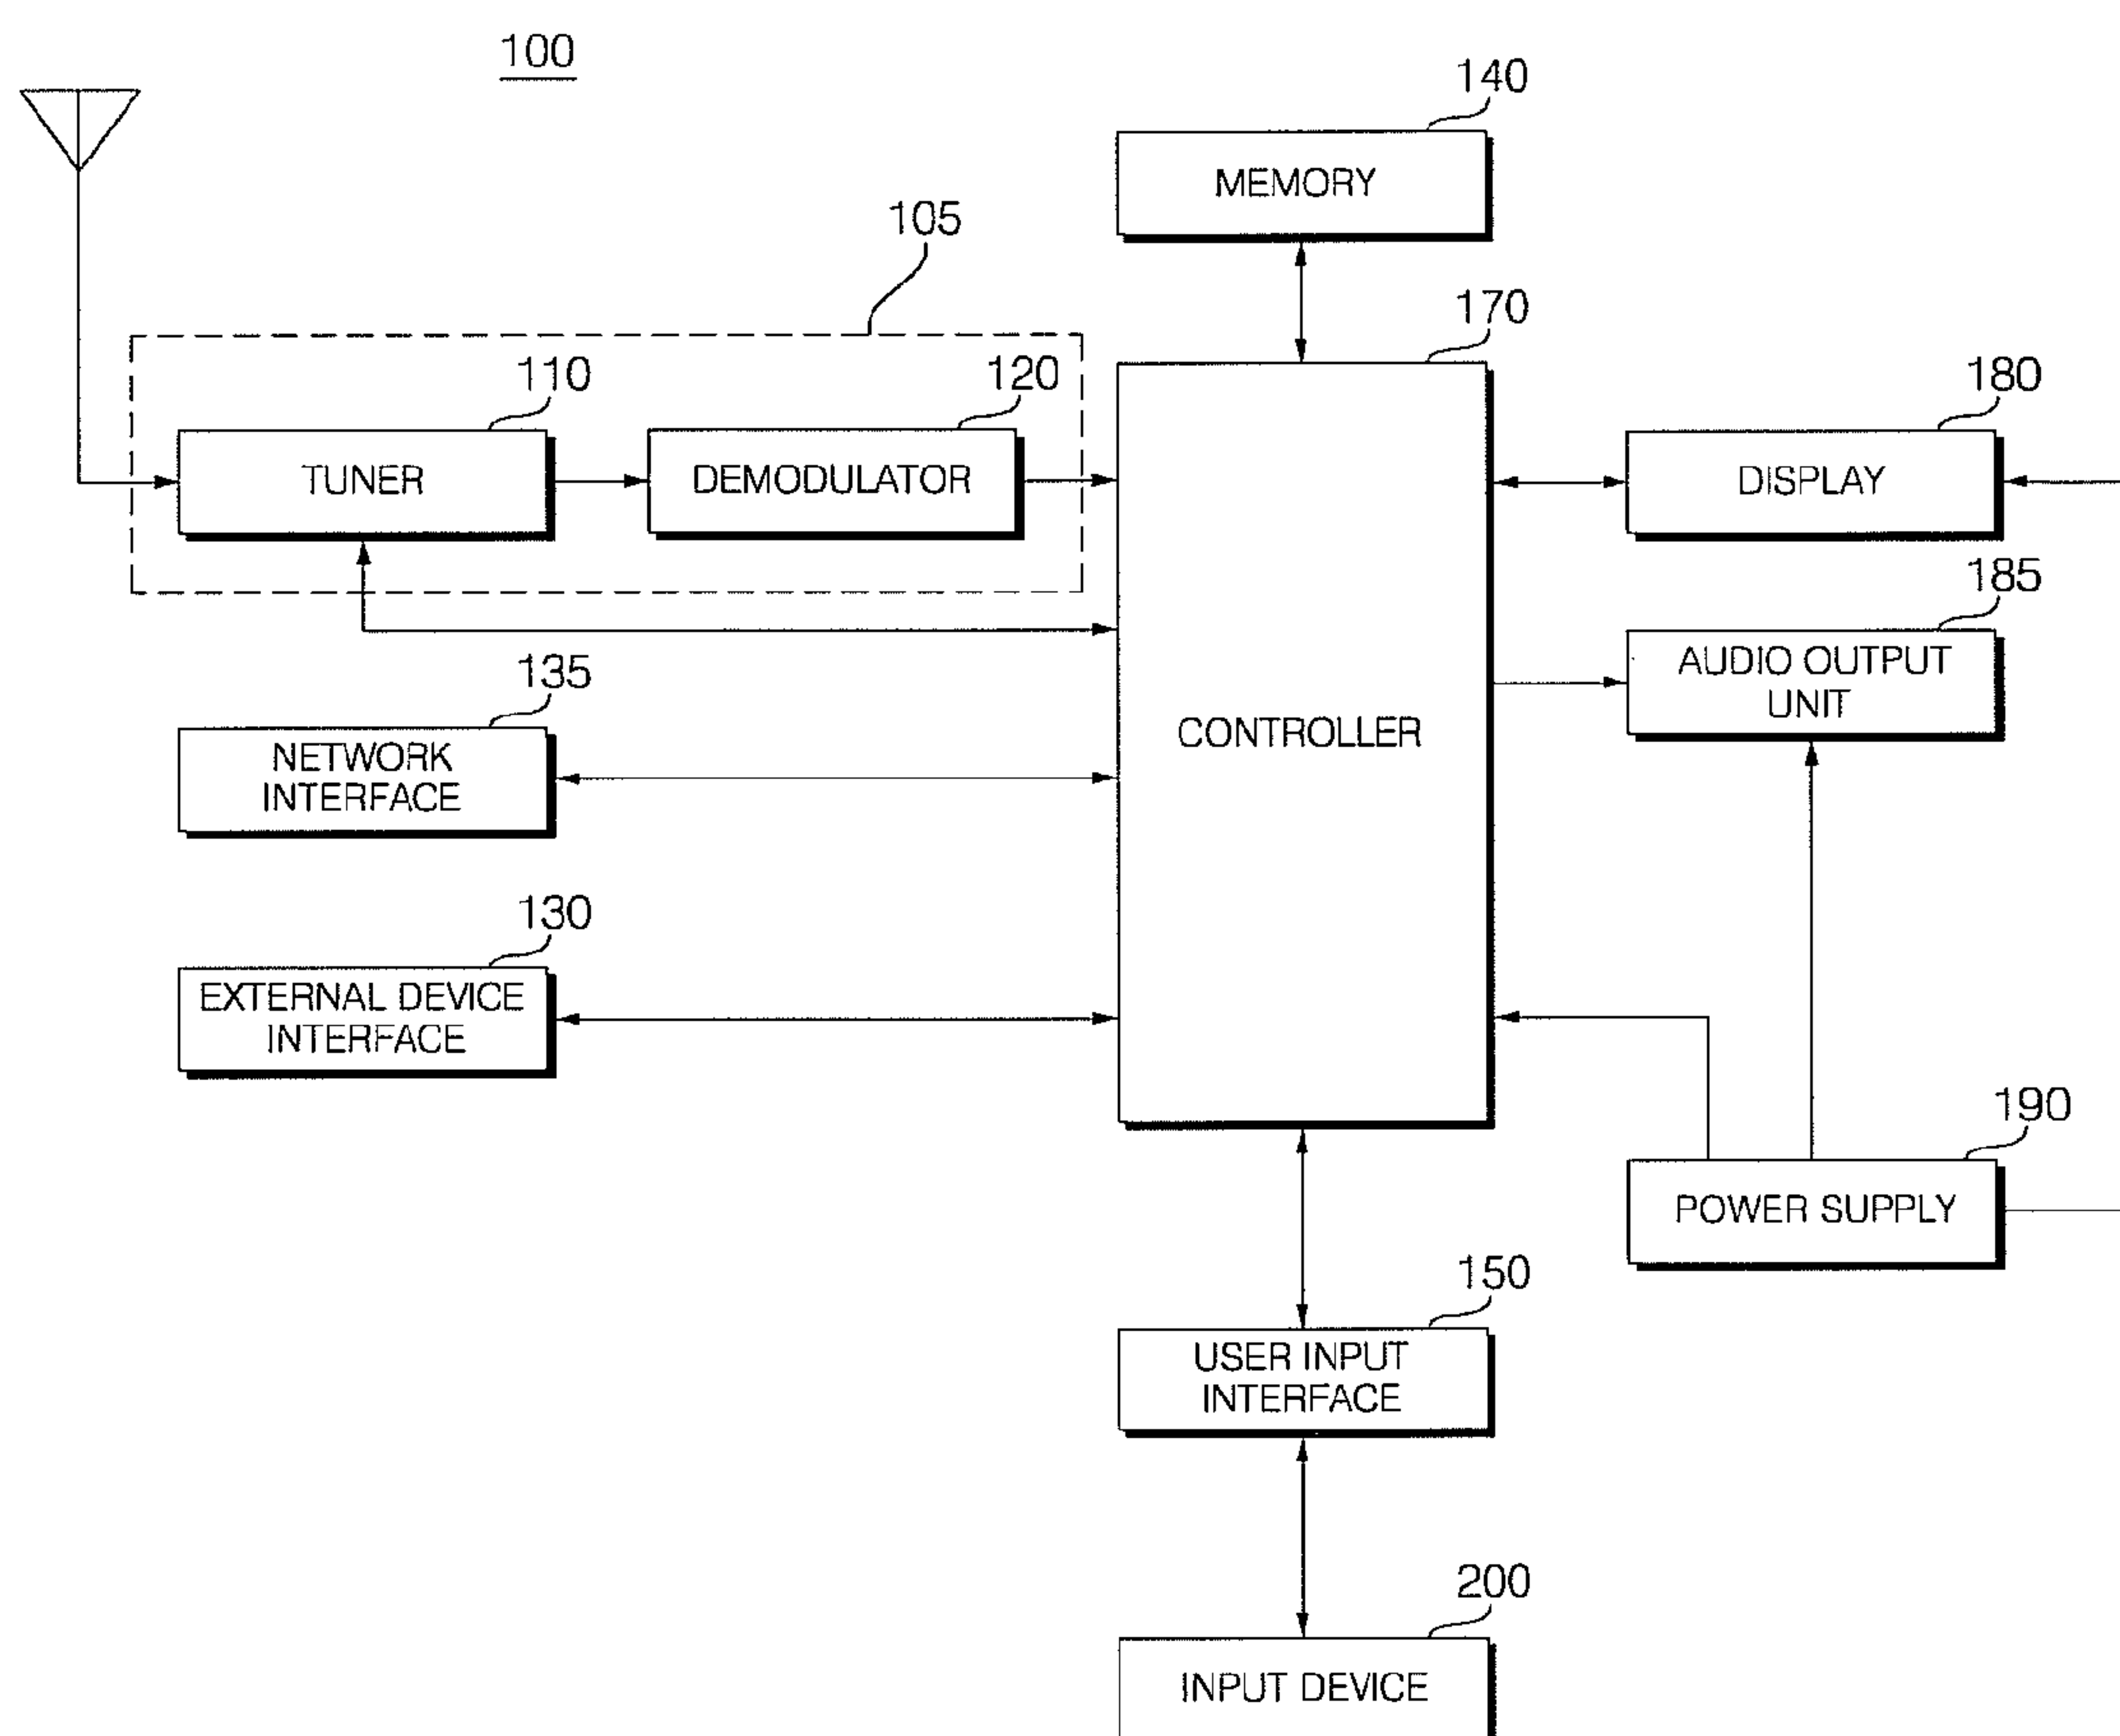 100
140
MEMORY
105
170
110
120
180
TUNER
DEMODULATOR
DISPLAY
185
135
AUDIO OUTPUT
UNIT
NETWORK
INTERFACE
CONTROLLER
130
EXTERNAL DEVICE
INTERFACE
190
POWER SUPPLY
150
USER INPUT
INTERFACE
200
INPUT DEVICE